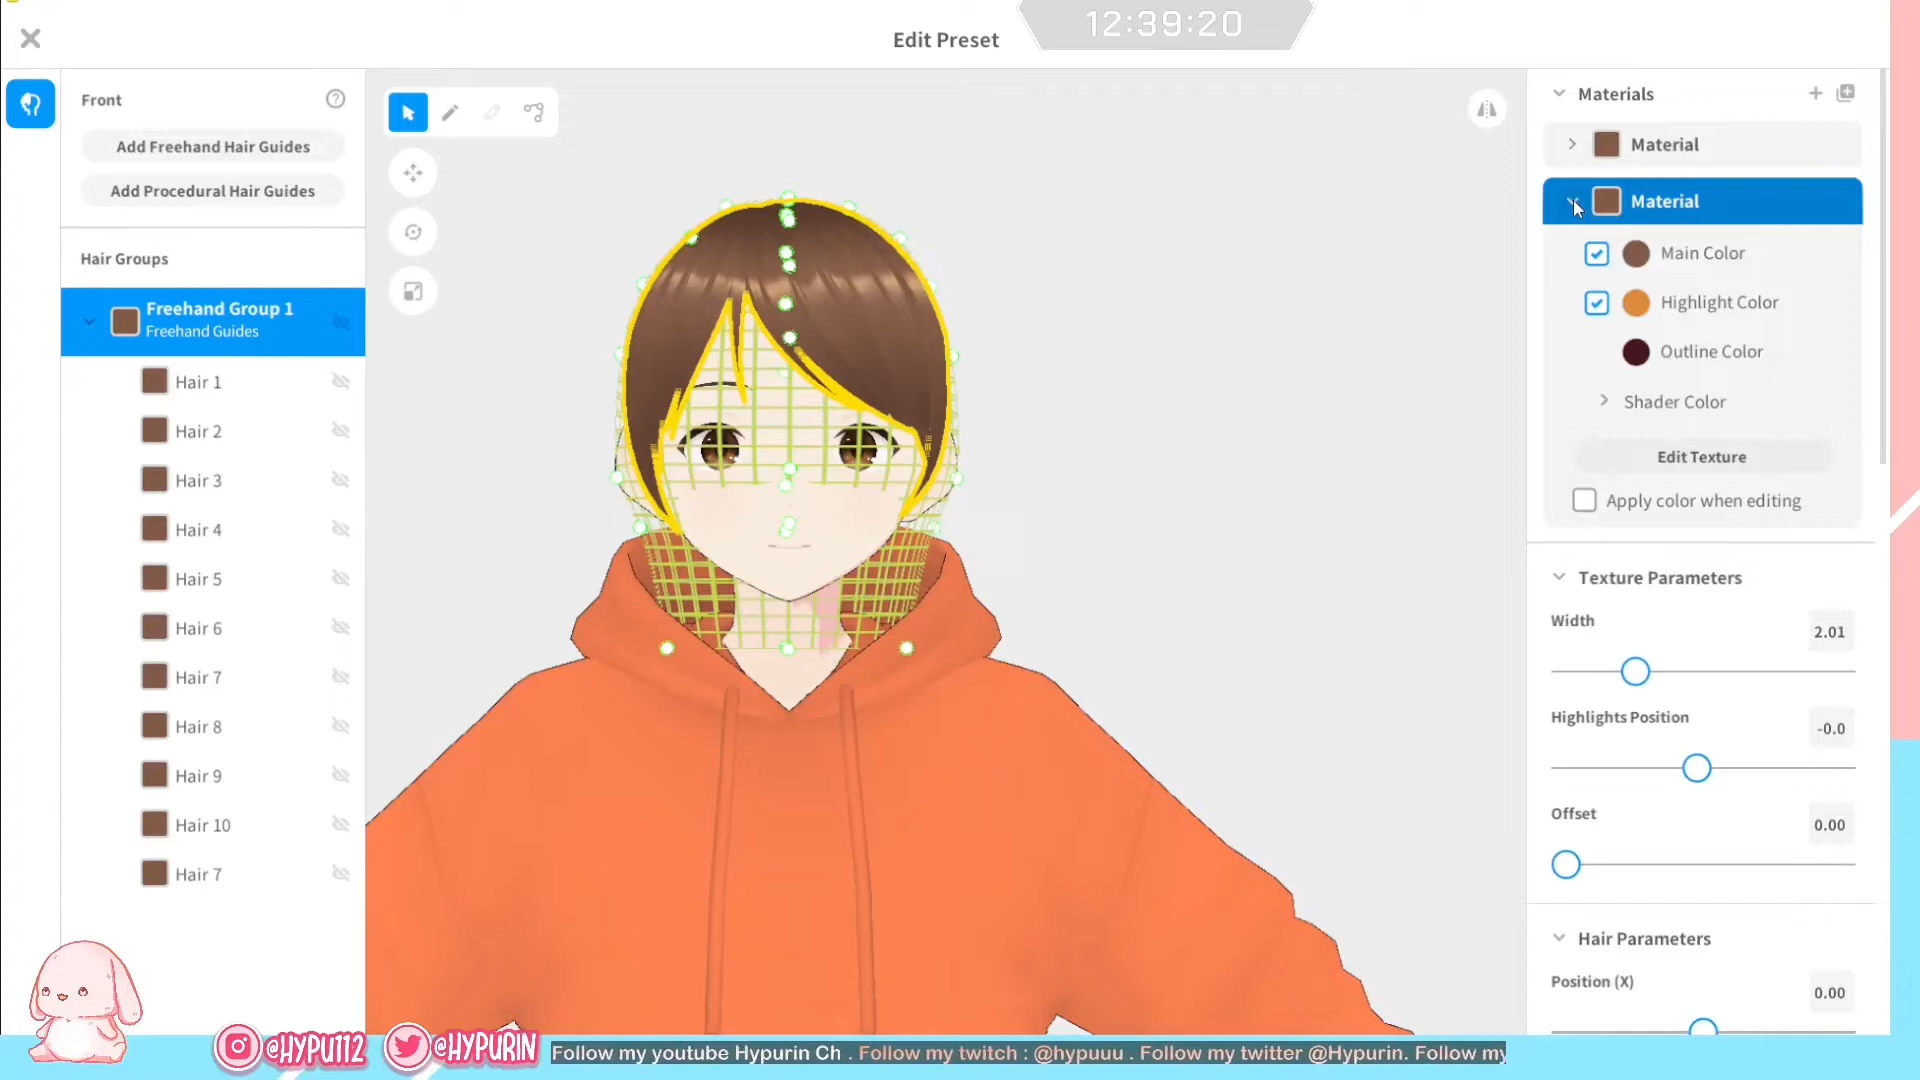 12:39:20
Edit Preset
Front
Add Freehand Hair Guides
Add Procedural Hair Guides
Hair Groups
Freehand Group 1
Freehand Guides
Hair 1
Hair 2
Hair 3
Hair 4
Hair 5
Hair 6
Hair 7
Hair 8
Hair 9
Hair 10
Hair 7
Materials
Material
Material
Main Color
Highlight Color
Outline Color
Shader Color
Edit Texture
Apply color when editing
Texture Parameters
Width
2.01
Highlights Position
-0.0
Offset
0.00
Hair Parameters
Position (X)
0.00
@HYPU112
@HYPURIN
Follow my youtube Hypurin Ch . Follow my twitch : @hypuuu . Follow my twitter @Hypurin. Follow my